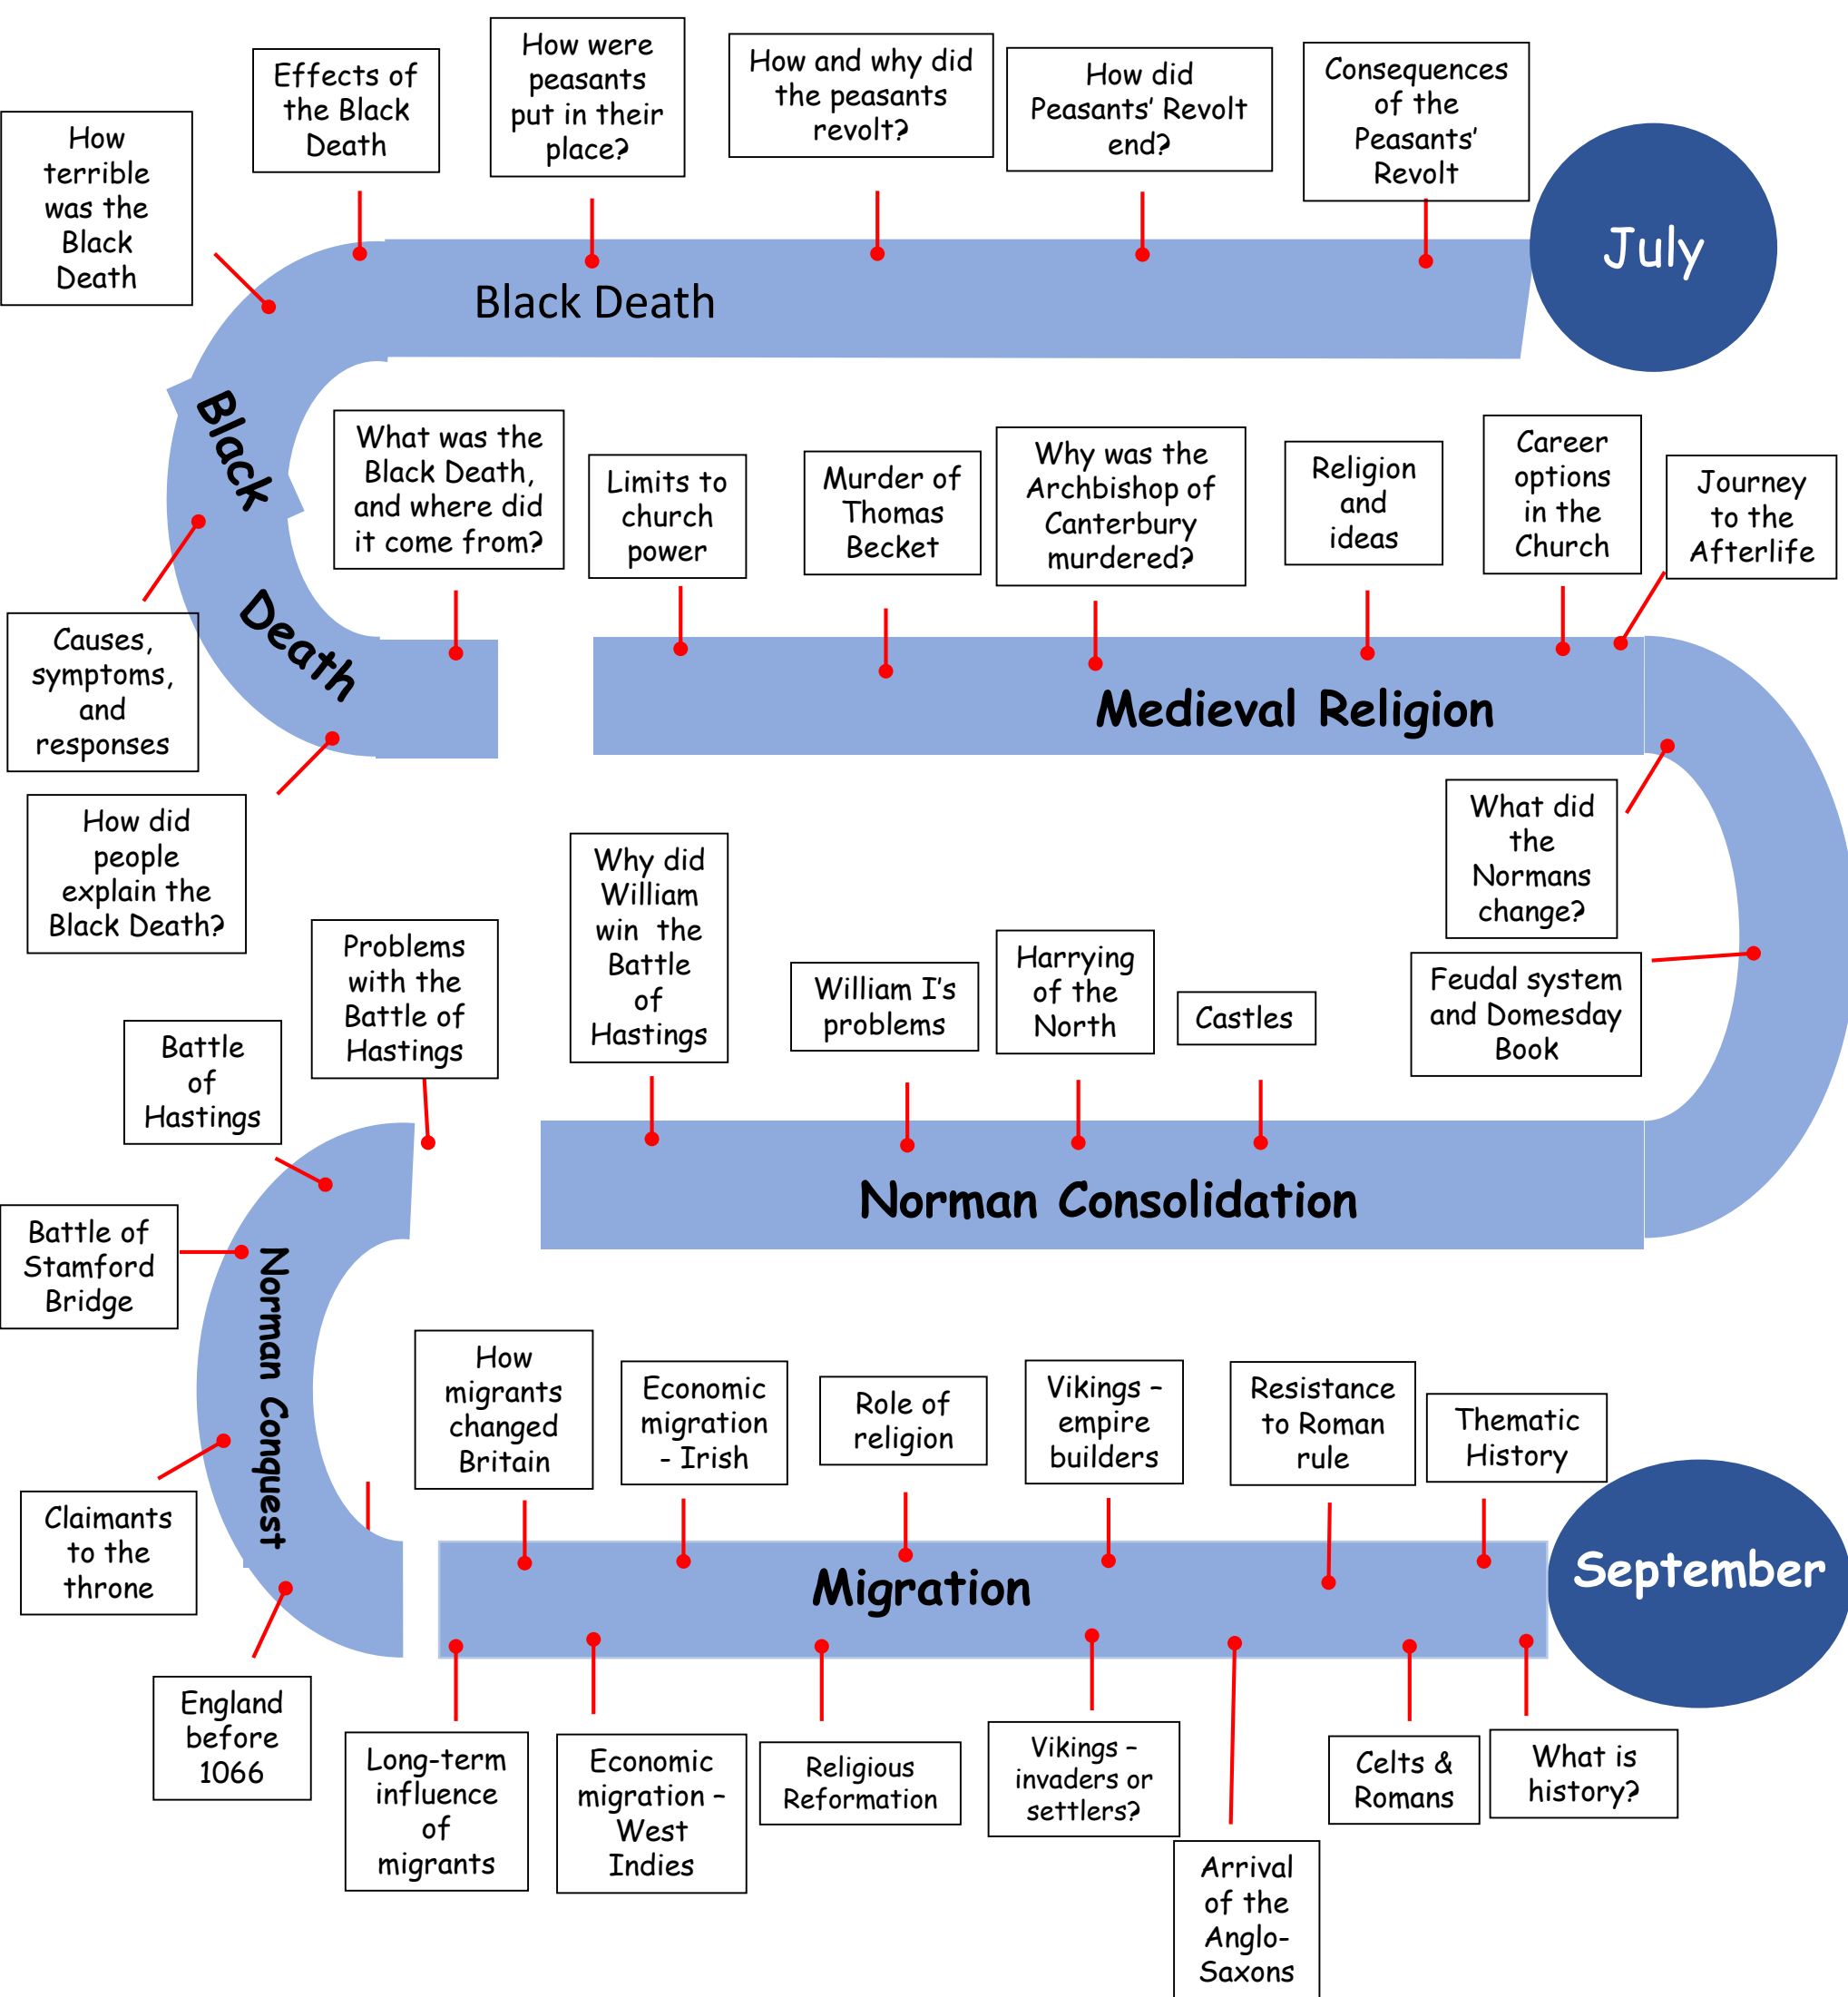 How
terrible
was the
Black
Death
Effects of
the Black
Death
How were
peasants
put in their
place?
How and why did
the peasants
revolt?
How did
Peasants’ Revolt
end?
Consequences
of the
Peasants’
Revolt
July
Black Death
Black
Death
What was the
Black Death,
and where did
it come from?
Limits to
church
power
Murder of
Thomas
Becket
Why was the
Archbishop of
Canterbury
murdered?
Religion
and
ideas
Career
options
in the
Church
Journey
to the
Afterlife
Causes,
symptoms,
and
responses
Medieval Religion
How did
people
explain the
Black Death?
What did
the
Normans
change?
Feudal system
and Domesday
Book
Problems
with the
Battle of
Hastings
Why did
William
win  the
Battle
of
Hastings
William I’s
problems
Harrying
of the
North
Castles
Battle
of
Hastings
Norman Consolidation
Battle of
Stamford
Bridge
Norman Conquest
Claimants
to the
throne
How
migrants
changed
Britain
Economic
migration
- Irish
Role of
religion
Vikings –
empire
builders
Resistance
to Roman
rule
Thematic
History
Migration
September
England
before
1066
Long-term
influence
of
migrants
Economic
migration –
West
Indies
Religious
Reformation
Vikings –
invaders or
settlers?
Arrival
of the
Anglo-
Saxons
Celts &
Romans
What is
history?